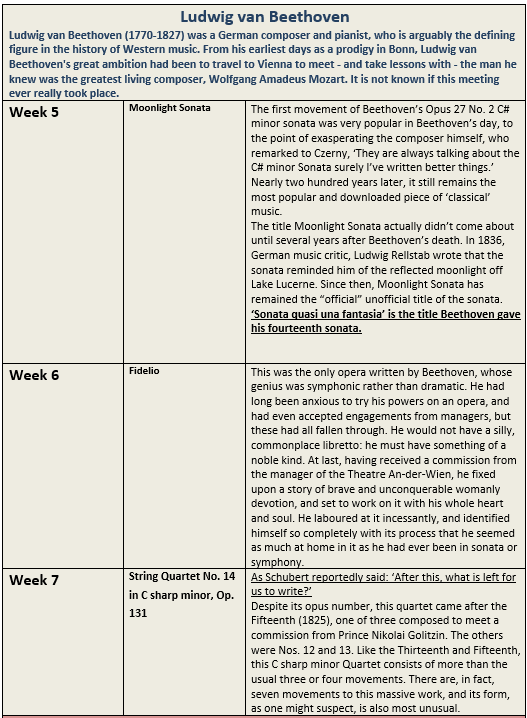 Ludwig van Beethoven
Ludwig van Beethoven (1770-1827) was a German composer and pianist, who is arguably the defining
figure in the history of Western music. From his earliest days as a prodigy in Bonn, Ludwig van
Beethoven's great ambition had been to travel to Vienna to meet - and take lessons with - the man he
knew was the greatest living composer, Wolfgang Amadeus Mozart. It is not known if this meeting
ever really took place.
Week 5
Moonlight Sonata
The first movement of Beethoven's Opus 27 No. 2 C#
minor sonata was very popular in Beethoven's day, to
the point of exasperating the composer himself, who
remarked to Czerny, 'They are always talking about the
C# minor Sonata surely I've written better things.'
Nearly two hundred years later, it still remains the
most popular and downloaded piece of 'classical'
music.
The title Moonlight Sonata actually didn't come about
until several years after Beethoven's death. In 1836,
German music critic, Ludwig Rellstab wrote that the
sonata reminded him of the reflected moonlight off
Lake Lucerne. Since then, Moonlight Sonata has
remained the "official" unofficial title of the sonata.
'Sonata quasi una fantasia' is the title Beethoven gave
his fourteenth sonata.
Week 6
Fidelio
This was the only opera written by Beethoven, whose
genius was symphonic rather than dramatic. He had
long been anxious to try his powers on an opera, and
had even accepted engagements from managers, but
these had all fallen through. He would not have a silly,
commonplace libretto: he must have something of a
noble kind. At last, having received a commission from
the manager of the Theatre An-der-Wien, he fixed
upon a story of brave and unconquerable womanly
devotion, and set to work on it with his whole heart
and soul. He laboured at it incessantly, and identified
himself so completely with its process that he seemed
as much at home in it as he had ever been in sonata or
symphony.
Week 7
String Quartet No. 14
in C sharp minor, Op.
131
As Schubert reportedly said: 'After this, what is left for
us to write?'
Despite its opus number, this quartet came after the
Fifteenth (1825), one of three composed to meet a
commission from Prince Nikolai Golitzin. The others
were Nos. 12 and 13. Like the Thirteenth and Fifteenth,
this C sharp minor Quartet consists of more than the
usual three or four movements. There are, in fact,
seven movements to this massive work, and its form,
as one might suspect, is also most unusual.